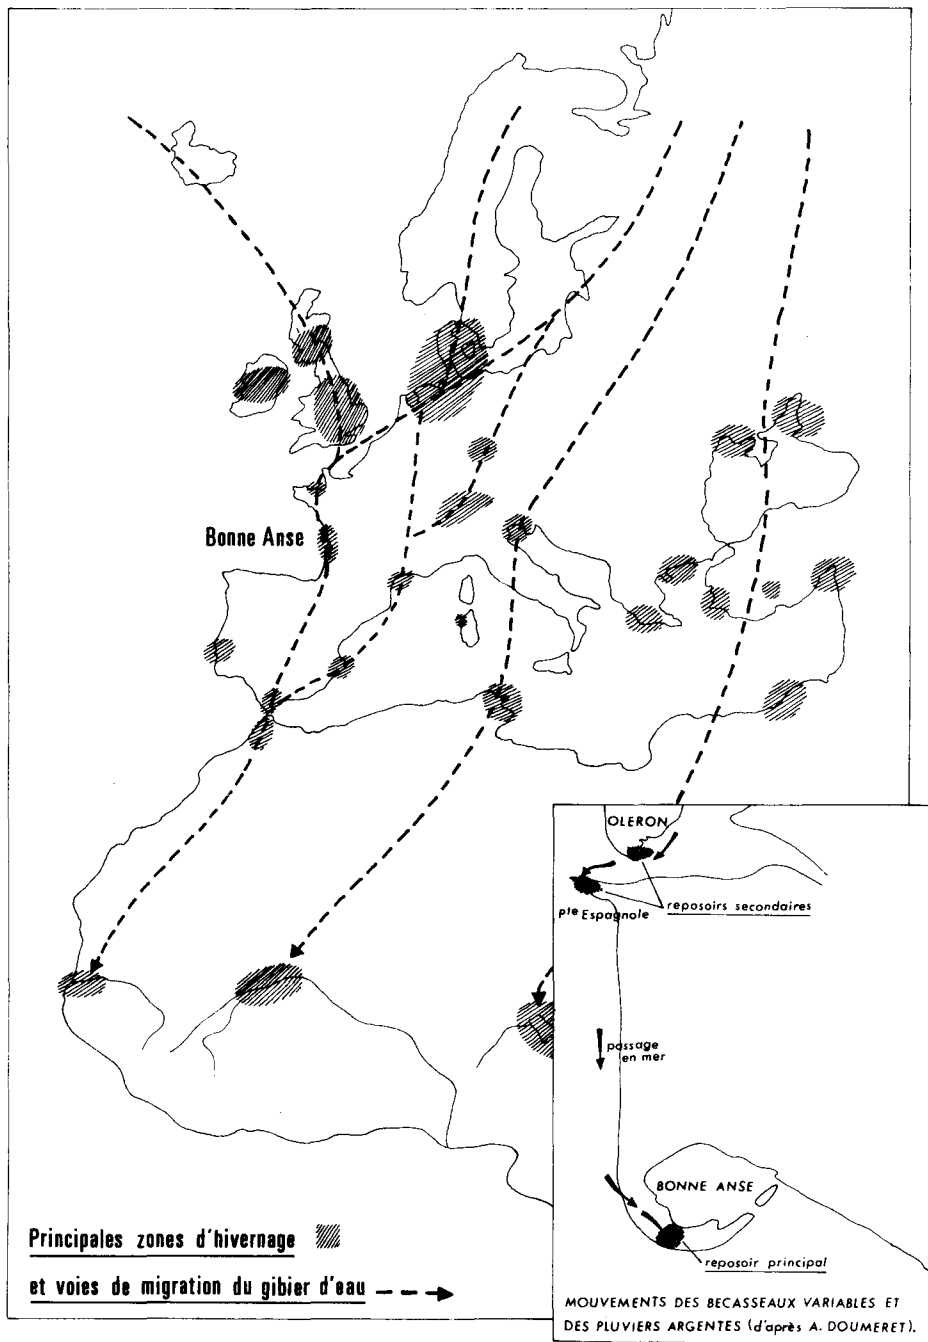 Bonne Anse
OLERON
reposoirs secondaires
pte Espagnole
passage
en mer
BONNE ANSE
reposoir principal
Principales zones d'hivernage
et voies de migration du gibier d'eau
MOUVEMENTS DES BECASSEAUX VARIABLES ET
DES PLUVIERS ARGENTES (d'après A. DOUMERET).